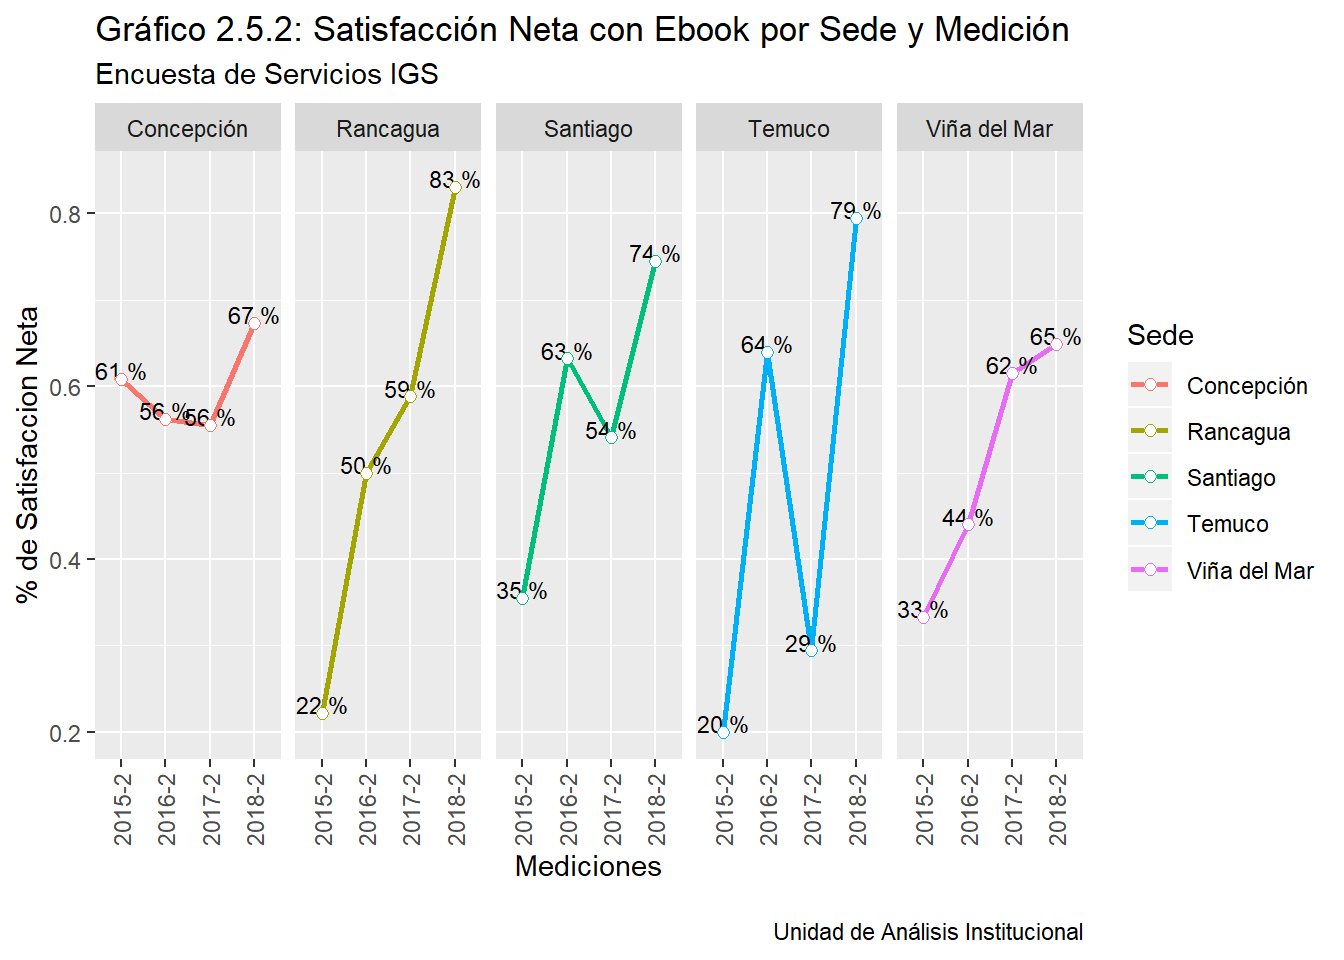 Gráfico 2.5.2: Satisfacción Neta con Ebook por Sede y Medición
Encuesta de Servicios IGS
Concepción
Rancagua
Santiago
Temuco
Viña del Mar
% de Satisfaccion Neta
0.8
0.6
0.4
0.2
61 %
56 %
56 %
67 %
22 %
50 %
59 %
83 %
35 %
63 %
54 %
74 %
20 %
64 %
29 %
79 %
33 %
44 %
62 %
65 %
2015-2
2016-2
2017-2
2018-2
2015-2
2016-2
2017-2
2018-2
2015-2
2016-2
2017-2
2018-2
2015-2
2016-2
2017-2
2018-2
2015-2
2016-2
2017-2
2018-2
Mediciones
Sede
Concepción
Rancagua
Santiago
Temuco
Viña del Mar
Unidad de Análisis Institucional